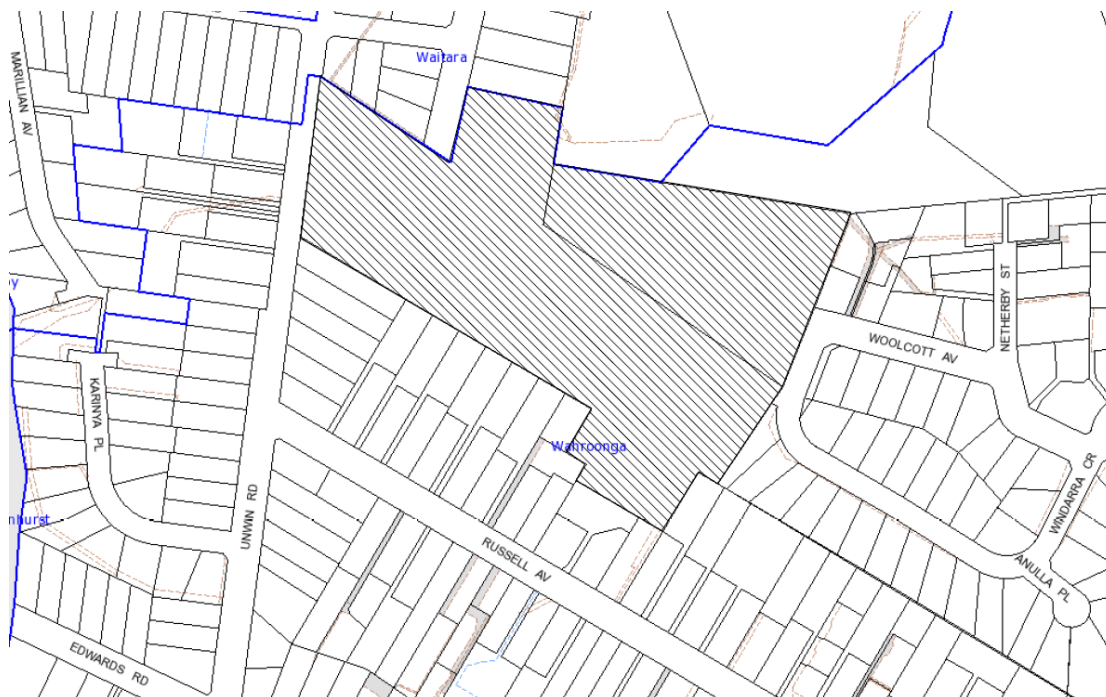 Waitara
MARILLIAN AV
y
NETHERBY ST
WOOLCOTT AV
KARINYA PL
Wahroonga
WINDARRA CR
UNWIN RD
nhurst
RUSSELL AV
ANULLA PL
EDWARDS RD